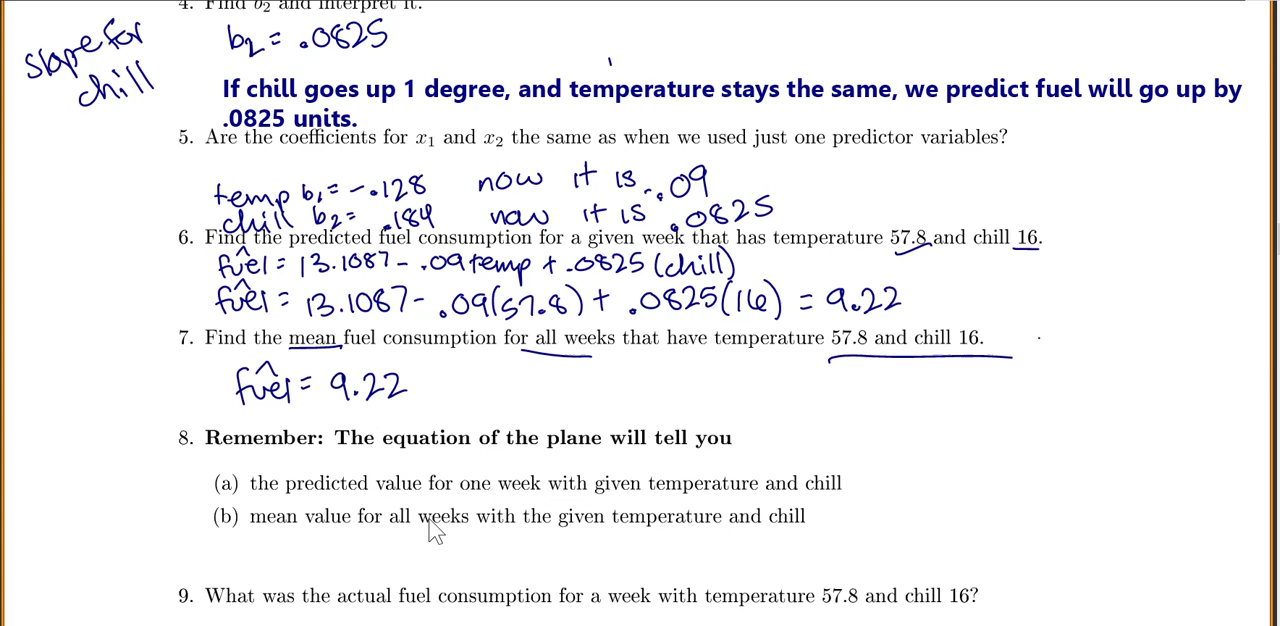 4. Find b₂ and interpret it.
slope for
chill
b₂ = .0825
If chill goes up 1 degree, and temperature stays the same, we predict fuel will go up by
.0825 units.
5. Are the coefficients for x₁ and x₂ the same as when we used just one predictor variables?
temp b₁ = -.128 now it is -.09
chill b₂ = .184 now it is .0825
6. Find the predicted fuel consumption for a given week that has temperature 57.8 and chill 16.
fuel̂ = 13.1087 - .09 temp + .0825 (chill)
fuel̂ = 13.1087 - .09(57.8) + .0825(16) = 9.22
7. Find the mean fuel consumption for all weeks that have temperature 57.8 and chill 16.
fuel̂ = 9.22
8. Remember: The equation of the plane will tell you
(a) the predicted value for one week with given temperature and chill
(b) mean value for all weeks with the given temperature and chill
9. What was the actual fuel consumption for a week with temperature 57.8 and chill 16?